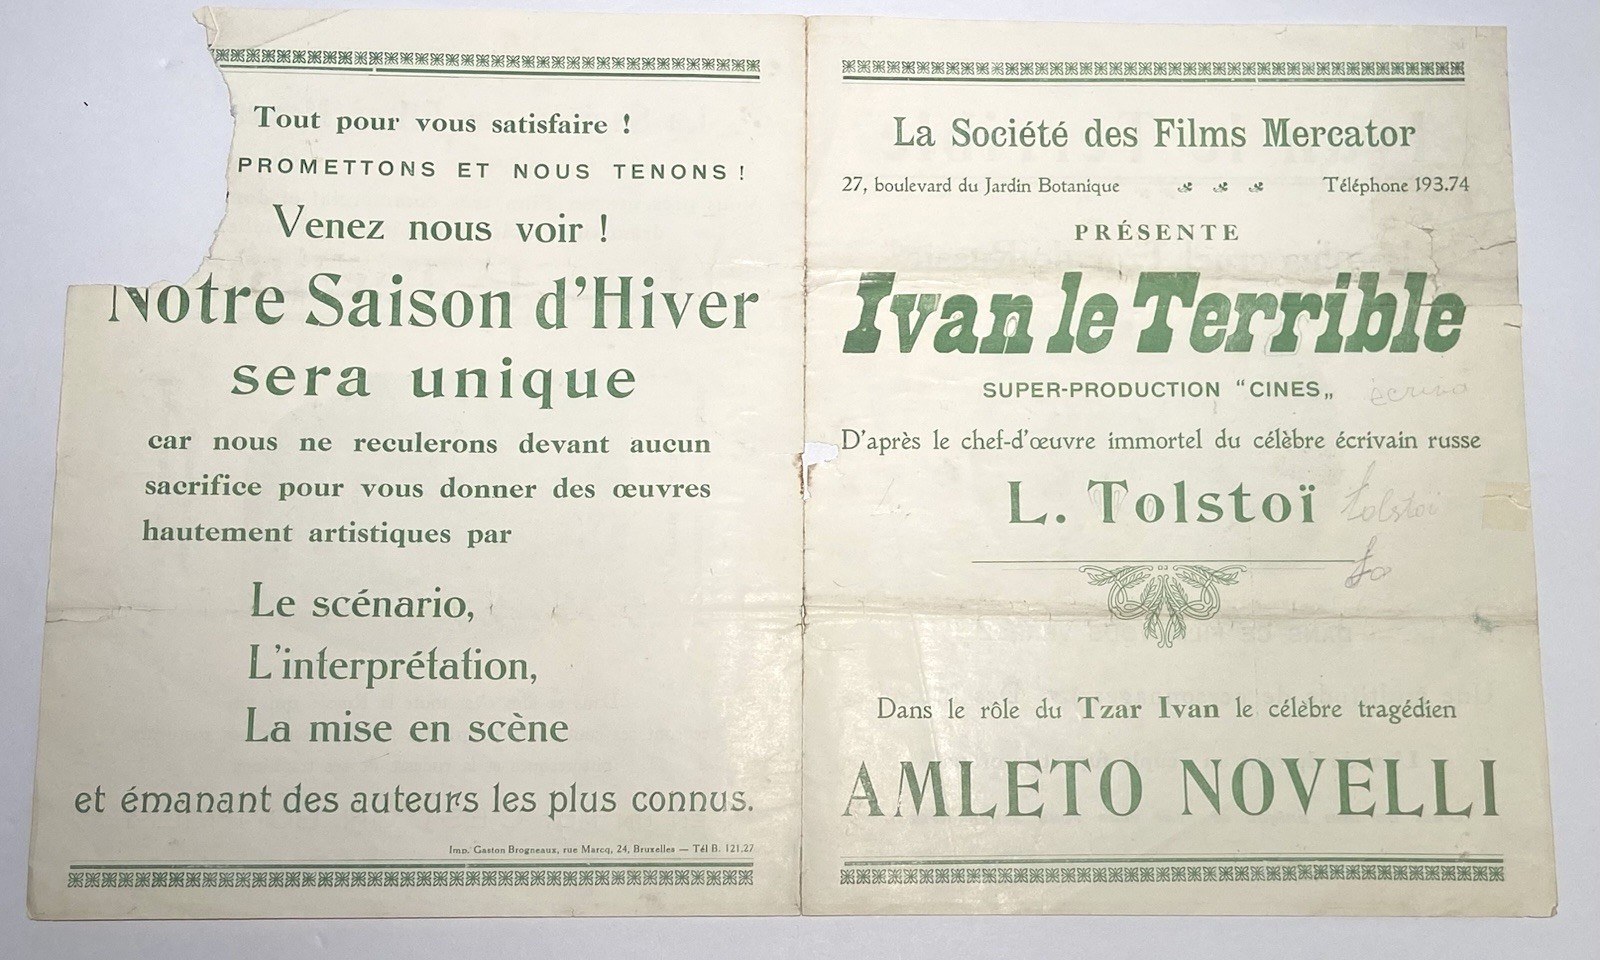 Tout pour vous satisfaire !
PROMETTONS ET NOUS TENONS !
Venez nous voir !
Notre Saison d'Hiver
sera unique
car nous ne reculerons devant aucun
sacrifice pour vous donner des œuvres
hautement artistiques par
Le scénario,
L'interprétation,
La mise en scène
et émanant des auteurs les plus connus.
Imp. Gaston Brogneaux, rue Marcq, 24, Bruxelles — Tél B. 121.27
La Société des Films Mercator
27, boulevard du Jardin Botanique Téléphone 193.74
PRÉSENTE
Ivan le Terrible
SUPER-PRODUCTION “CINES„
D'après le chef-d'œuvre immortel du célèbre écrivain russe
L. Tolstoï Tolstoï
Dans le rôle du Tzar Ivan le célèbre tragédien
AMLETO NOVELLI